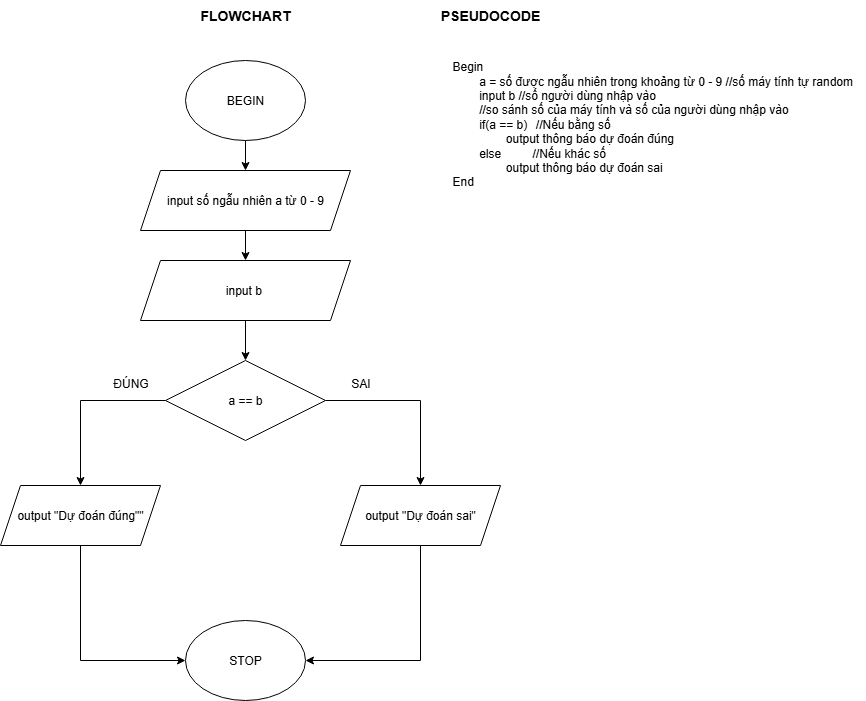 FLOWCHART
BEGIN
input số ngẫu nhiên a từ 0 - 9
input b
ĐÚNG
SAI
a == b
output "Dự đoán đúng""
output "Dự đoán sai"
STOP
PSEUDOCODE
Begin
a = số được ngẫu nhiên trong khoảng từ 0 - 9 //số máy tính tự random
input b //số người dùng nhập vào
//so sánh số của máy tính và số của người dùng nhập vào
if(a == b) //Nếu bằng số
output thông báo dự đoán đúng
else //Nếu khác số
output thông báo dự đoán sai
End